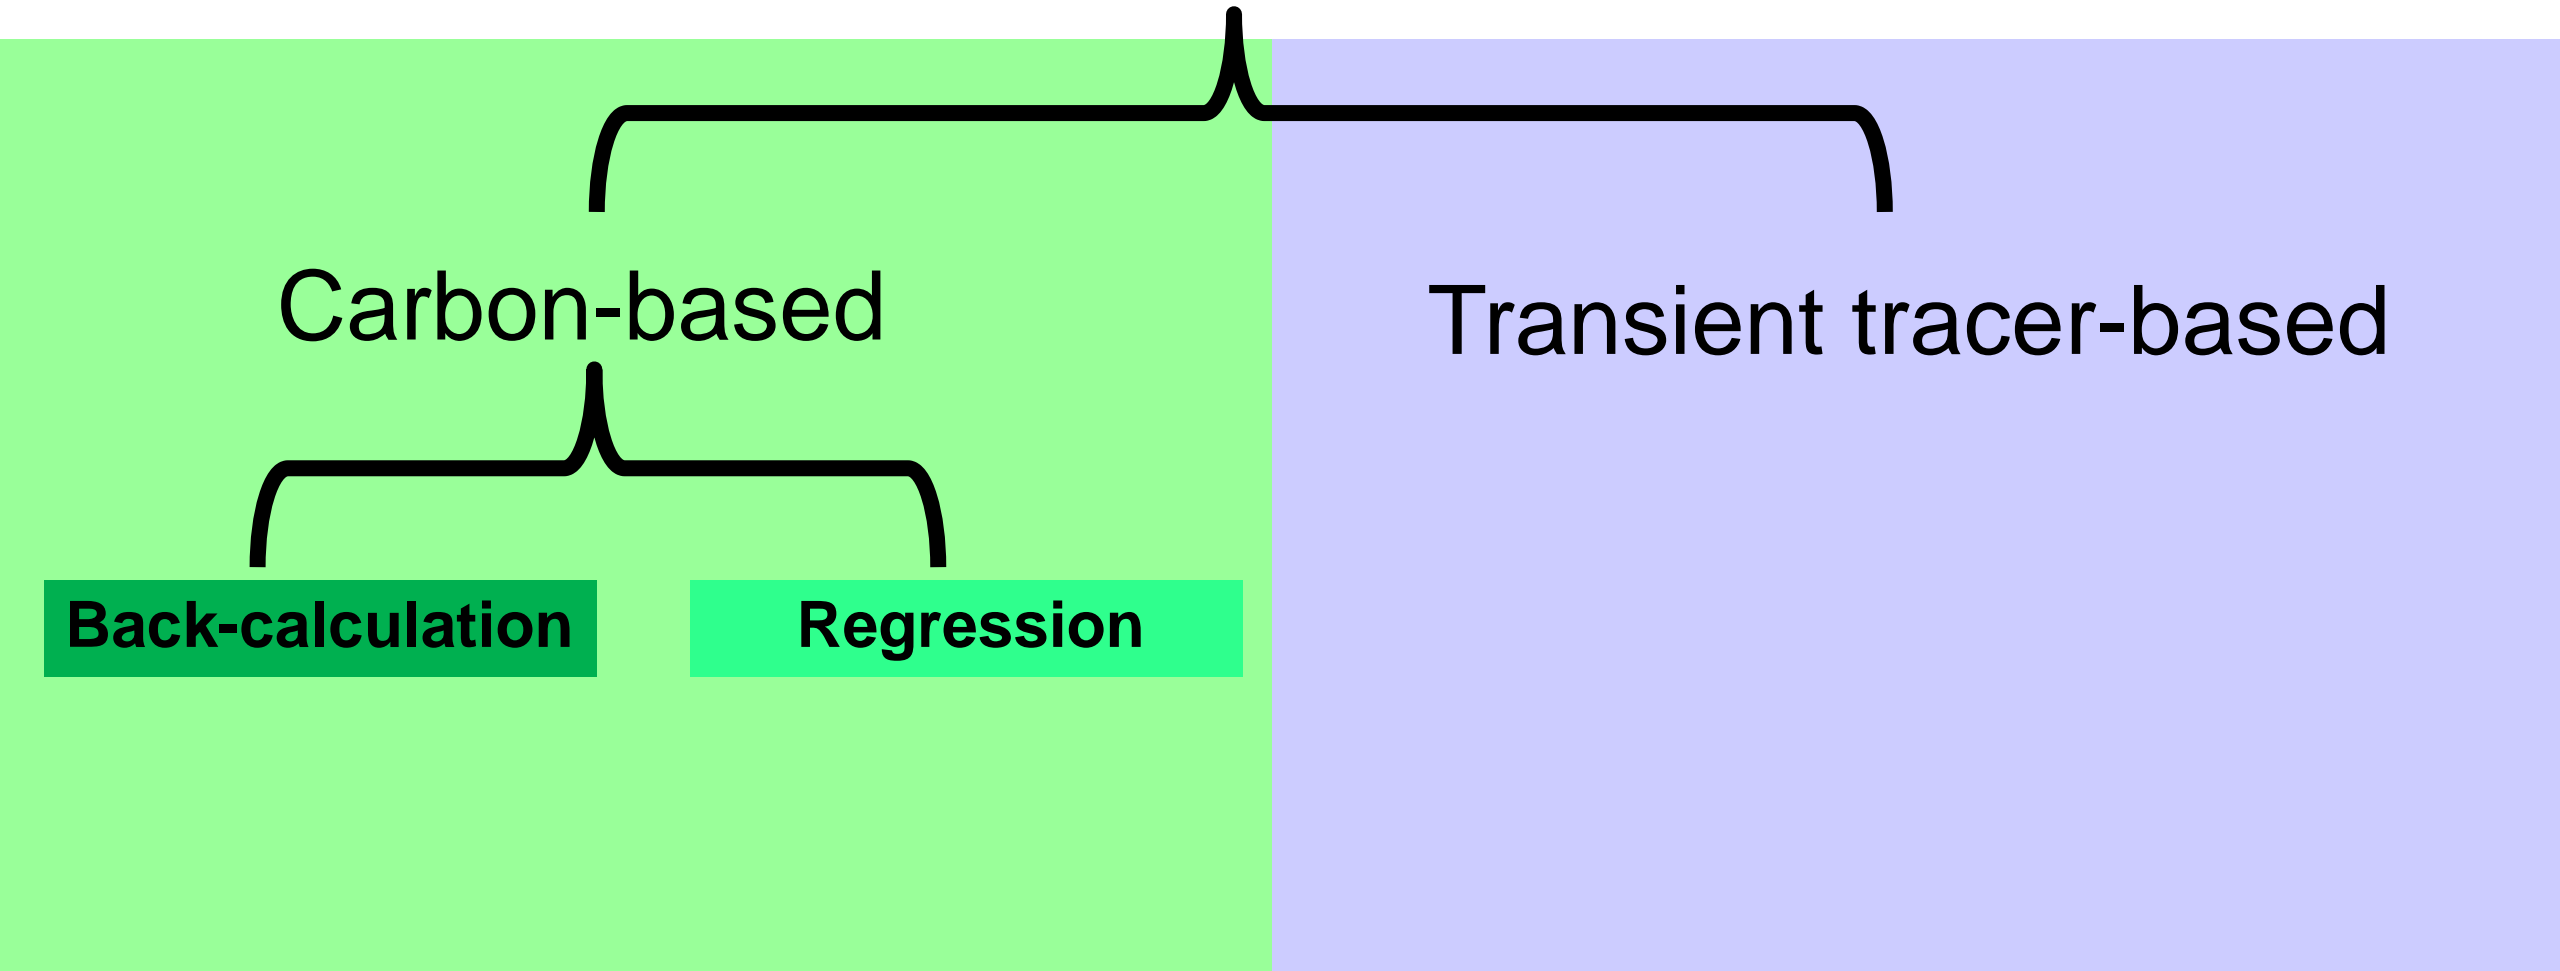 Carbon-based
Transient tracer-based
Back-calculation
Regression